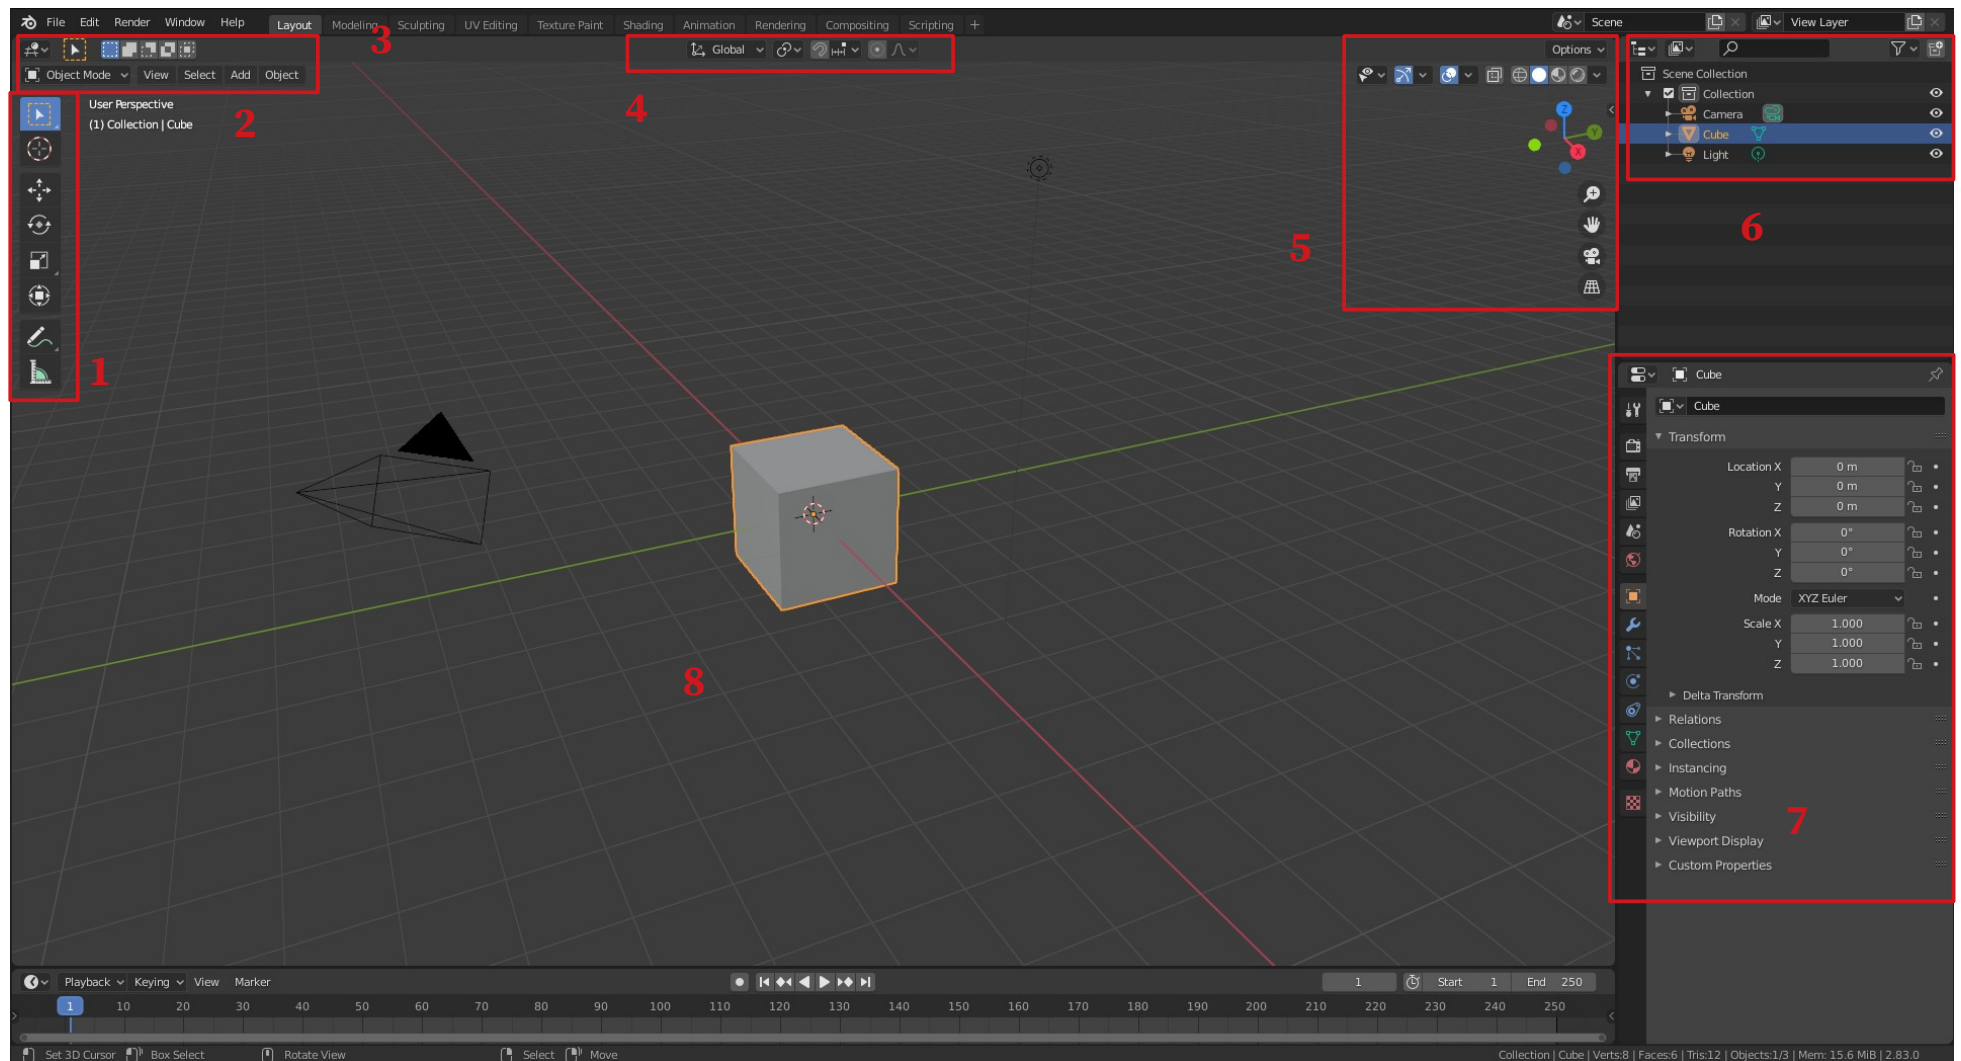 File Edit Render Window Help Layout Modeling Sculpting UV Editing Texture Paint Shading Animation Rendering Compositing Scripting + Scene View Layer
3
Global Options
Object Mode View Select Add Object
Scene Collection
Collection
Camera
Cube
Light
User Perspective
(1) Collection | Cube
2
4
Z
Y
X
5
6
1
Cube
Cube
Transform
Location X 0 m
Y 0 m
Z 0 m
Rotation X 0°
Y 0°
Z 0°
Mode XYZ Euler
Scale X 1.000
Y 1.000
Z 1.000
Delta Transform
Relations
Collections
Instancing
Motion Paths
Visibility
Viewport Display
Custom Properties
7
8
Playback Keying View Marker 1 Start 1 End 250
1 10 20 30 40 50 60 70 80 90 100 110 120 130 140 150 160 170 180 190 200 210 220 230 240 250
Set 3D Cursor Box Select Rotate View Select Move Collection | Cube | Verts:8 | Faces:6 | Tris:12 | Objects:1/3 | Mem: 15.6 MiB | 2.83.0